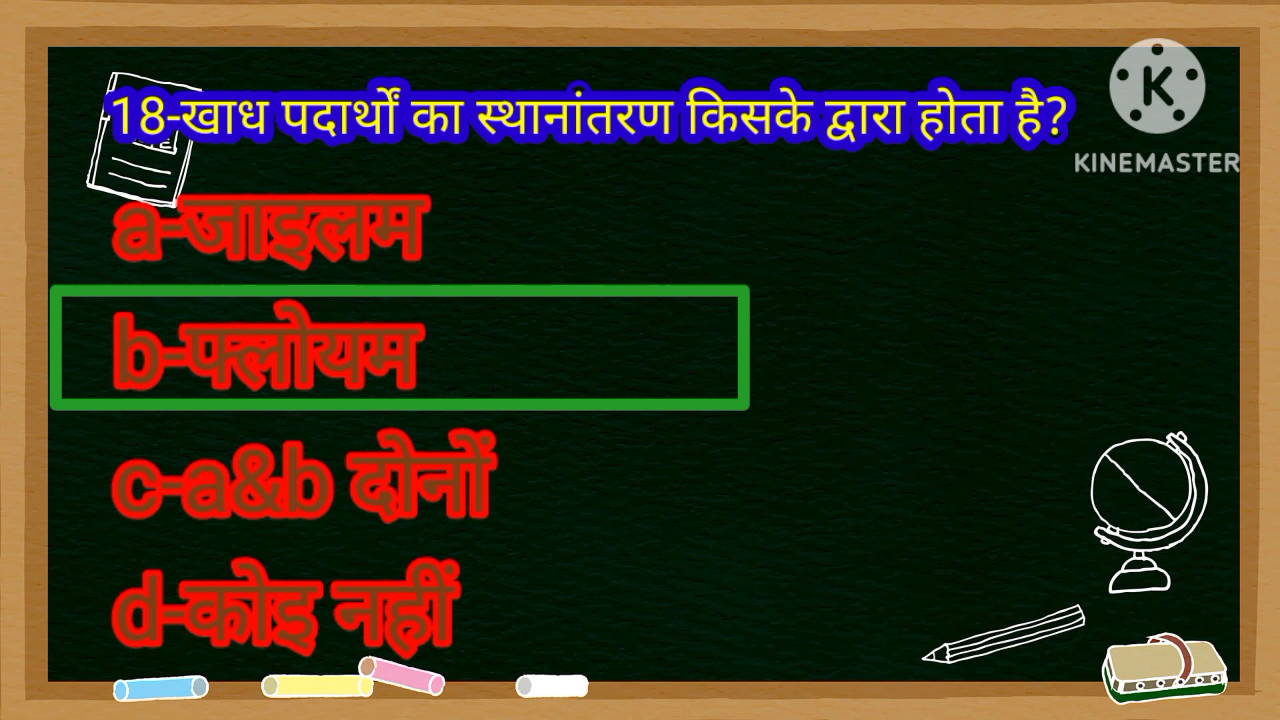 18-खाध पदार्थों का स्थानांतरण किसके द्वारा होता है?
K
KINEMASTER
a-जाइलम
b-फ्लोयम
c-a&b दोनों
d-कोइ नहीं